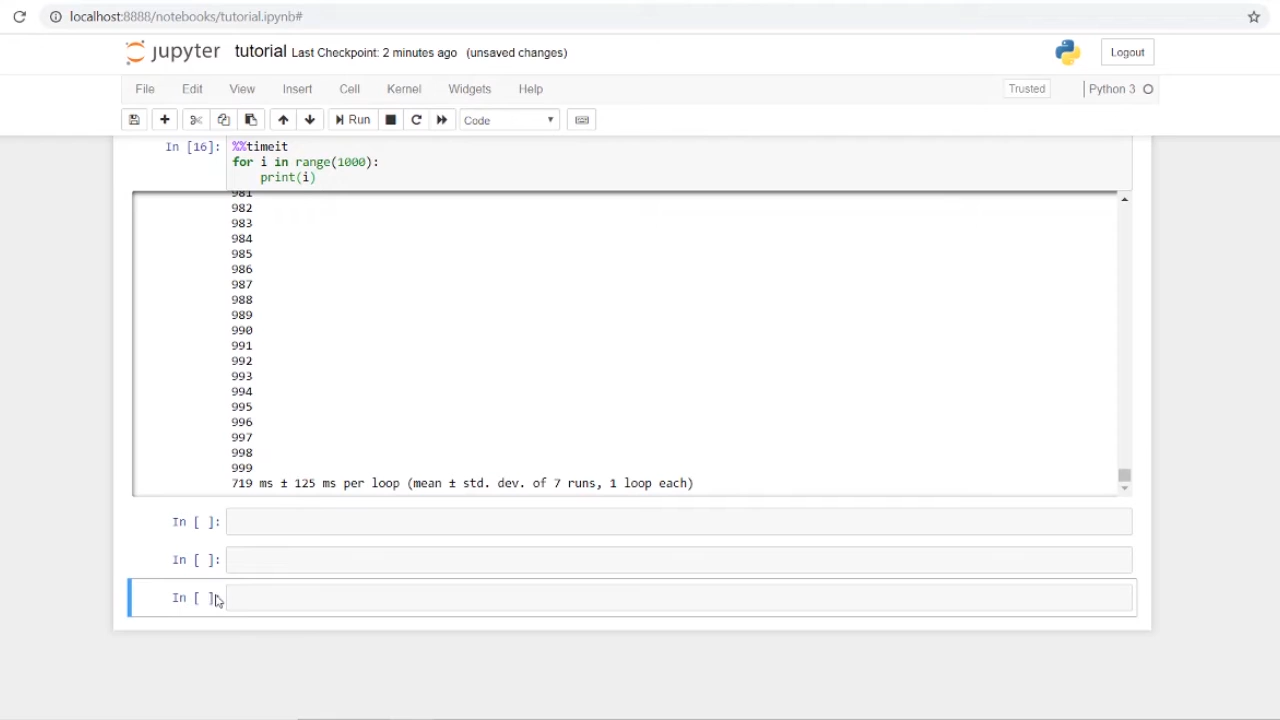 localhost:8888/notebooks/tutorial.ipynb#
jupyter tutorial Last Checkpoint: 2 minutes ago (unsaved changes) Logout
File Edit View Insert Cell Kernel Widgets Help Trusted Python 3
Run Code
In [16]: %%timeit
for i in range(1000):
print(i)
981
982
983
984
985
986
987
988
989
990
991
992
993
994
995
996
997
998
999
719 ms ± 125 ms per loop (mean ± std. dev. of 7 runs, 1 loop each)
In [ ]:
In [ ]:
In [ ]: